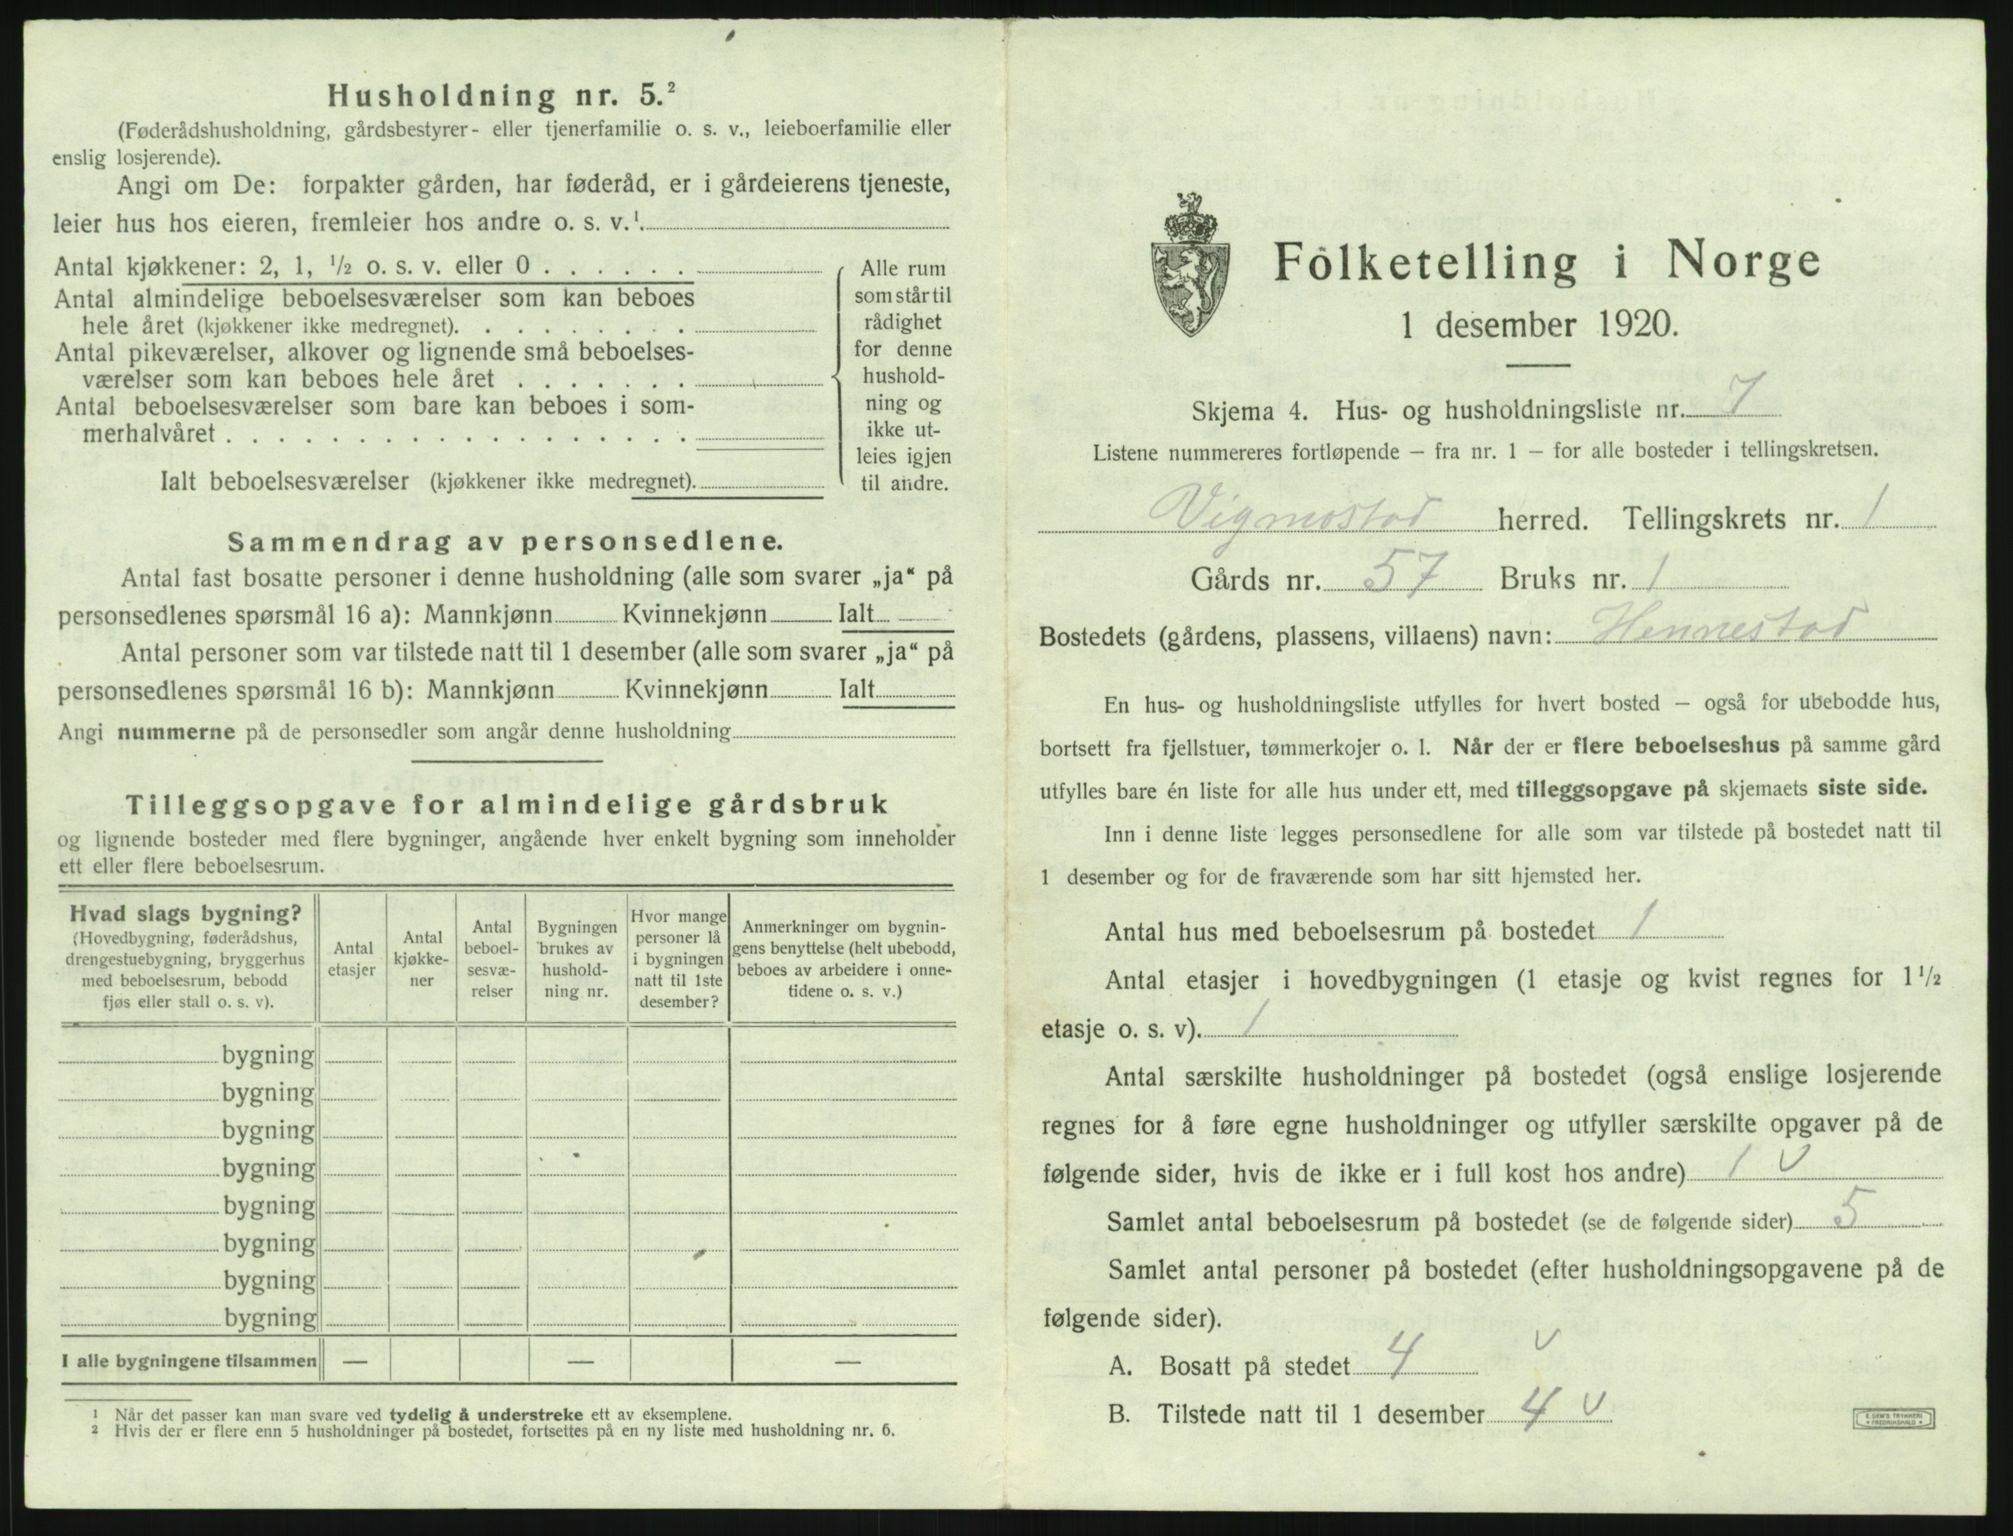 Husholdning nr. 5.²
(Føderådshusholdning, gårdsbestyrer- eller tjenerfamilie o. s. v., leieboerfamilie eller
enslig losjerende).
Angi om De: forpakter gården, har føderåd, er i gårdeierens tjeneste,
leier hus hos eieren, fremleier hos andre o. s. v.¹
Antal kjøkkener: 2, 1, ½ o. s. v. eller 0 . . . . . .
Antal almindelige beboelsesværelser som kan beboes
hele året (kjøkkener ikke medregnet). . . . . . . . .
Antal pikeværelser, alkover og lignende små beboelses-
værelser som kan beboes hele året . . . . . . .
Antal beboelsesværelser som bare kan beboes i som-
merhalvåret . . . . . . . . . . . . . . . . . .
Ialt beboelsesværelser (kjøkkener ikke medregnet).
Alle rum
som står til
rådighet
for denne
hushold-
ning og
ikke ut-
leies igjen
til andre.
Sammendrag av personsedlene.
Antal fast bosatte personer i denne husholdning (alle som svarer „ja“ på
personsedlenes spørsmål 16 a): Mannkjønn Kvinnekjønn Ialt
Antal personer som var tilstede natt til 1 desember (alle som svarer „ja“ på
personsedlenes spørsmål 16 b): Mannkjønn Kvinnekjønn Ialt
Angi nummerne på de personsedler som angår denne husholdning
Tilleggsopgave for almindelige gårdsbruk
og lignende bosteder med flere bygninger, angående hver enkelt bygning som inneholder
ett eller flere beboelsesrum.
Hvad slags bygning?
(Hovedbygning, føderådshus,
drengestuebygning, bryggerhus
med beboelsesrum, bebodd
fjøs eller stall o. s. v).
Antal
etasjer
Antal
kjøkke-
ner
Antal
beboel-
sesvæ-
relser
Bygningen
brukes av
hushold-
ning nr.
Hvor mange
personer lå
i bygningen
natt til 1ste
desember?
Anmerkninger om bygnin-
gens benyttelse (helt ubebodd,
beboes av arbeidere i onne-
tidene o. s. v.)
bygning
bygning
bygning
bygning
bygning
bygning
bygning
bygning
I alle bygningene tilsammen — — —
¹ Når det passer kan man svare ved tydelig å understreke ett av eksemplene.
² Hvis der er flere enn 5 husholdninger på bostedet, fortsettes på en ny liste med husholdning nr. 6.
Folketelling i Norge
1 desember 1920.
Skjema 4. Hus- og husholdningsliste nr. 7
Listene nummereres fortløpende — fra nr. 1 — for alle bosteder i tellingskretsen.
Vigmostad herred. Tellingskrets nr. 1
Gårds nr. 57 Bruks nr. 1
Bostedets (gårdens, plassens, villaens) navn: Hennestad
En hus- og husholdningsliste utfylles for hvert bosted — også for ubebodde hus,
bortsett fra fjellstuer, tømmerkojer o. l. Når der er flere beboelseshus på samme gård
utfylles bare én liste for alle hus under ett, med tilleggsopgave på skjemaets siste side.
Inn i denne liste legges personsedlene for alle som var tilstede på bostedet natt til
1 desember og for de fraværende som har sitt hjemsted her.
Antal hus med beboelsesrum på bostedet 1
Antal etasjer i hovedbygningen (1 etasje og kvist regnes for 1½
etasje o. s. v). 1
Antal særskilte husholdninger på bostedet (også enslige losjerende
regnes for å føre egne husholdninger og utfyller særskilte opgaver på de
følgende sider, hvis de ikke er i full kost hos andre) 1 v
Samlet antal beboelsesrum på bostedet (se de følgende sider) 5
Samlet antal personer på bostedet (efter husholdningsopgavene på de
følgende sider).
A. Bosatt på stedet 4 v
B. Tilstede natt til 1 desember 4 v
E. SEM'S TRYKKERI
FREDRIKSHALD